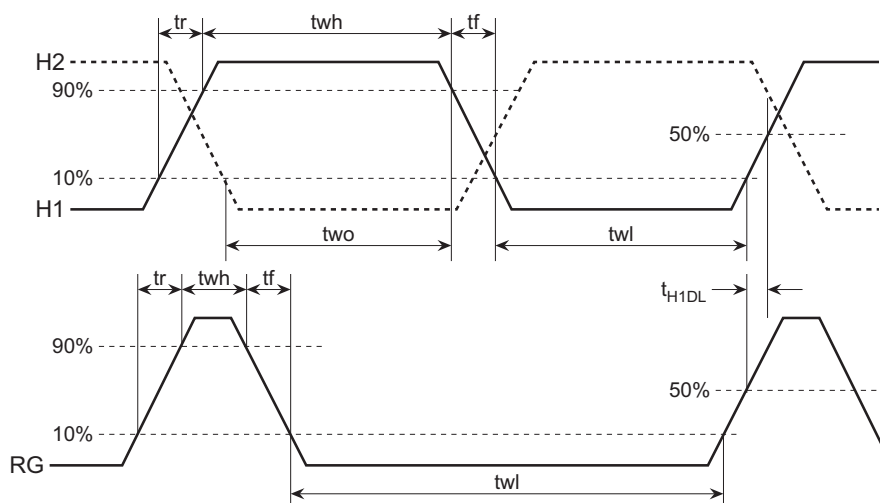 tr twh tf
H2
90%
50%
10%
H1
two twl
tr twh tf
tH1DL
90%
50%
10%
RG
twl